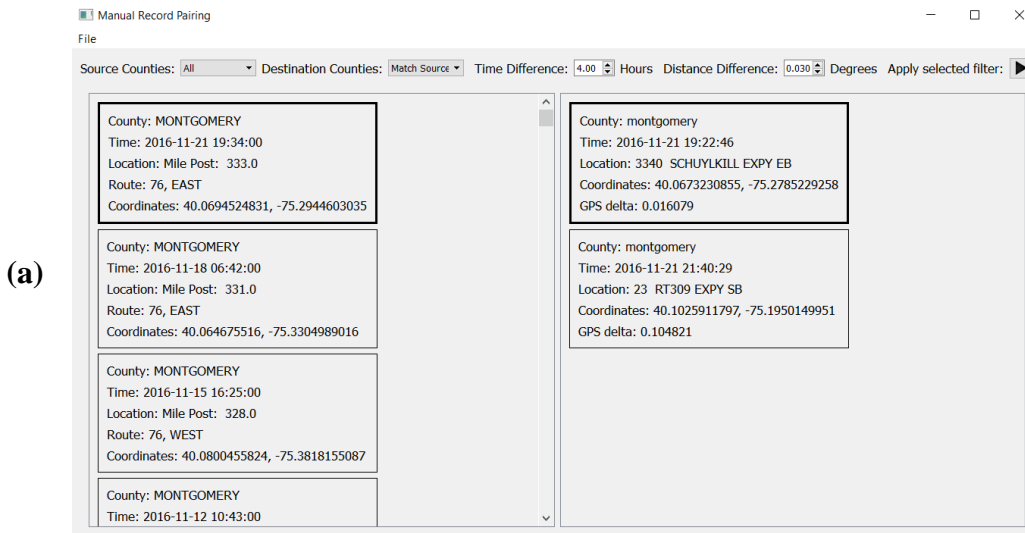 Manual Record Pairing
File
Source Counties: All Destination Counties: Match Source Time Difference: 4.00 Hours Distance Difference: 0.030 Degrees Apply selected filter:
County: MONTGOMERY
Time: 2016-11-21 19:34:00
Location: Mile Post:  333.0
Route: 76, EAST
Coordinates: 40.0694524831, -75.2944603035
County: MONTGOMERY
Time: 2016-11-18 06:42:00
Location: Mile Post:  331.0
Route: 76, EAST
Coordinates: 40.064675516, -75.3304989016
County: MONTGOMERY
Time: 2016-11-15 16:25:00
Location: Mile Post:  328.0
Route: 76, WEST
Coordinates: 40.0800455824, -75.3818155087
County: MONTGOMERY
Time: 2016-11-12 10:43:00
County: montgomery
Time: 2016-11-21 19:22:46
Location: 3340  SCHUYLKILL EXPY EB
Coordinates: 40.0673230855, -75.2785229258
GPS delta: 0.016079
County: montgomery
Time: 2016-11-21 21:40:29
Location: 23  RT309 EXPY SB
Coordinates: 40.1025911797, -75.1950149951
GPS delta: 0.104821
(a)